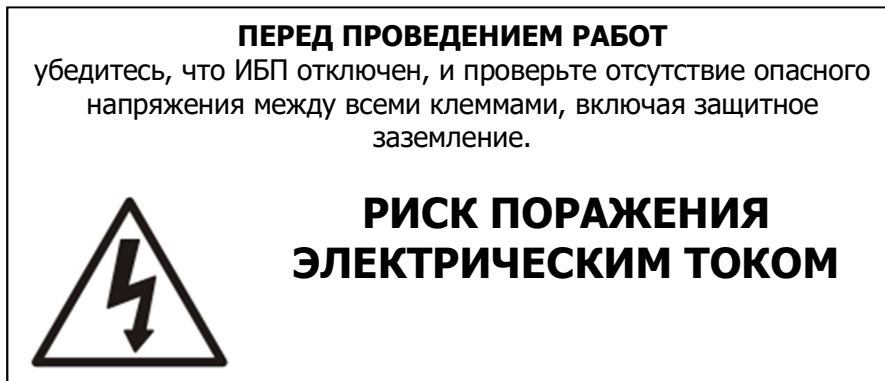 ПЕРЕД ПРОВЕДЕНИЕМ РАБОТ
убедитесь, что ИБП отключен, и проверьте отсутствие опасного
напряжения между всеми клеммами, включая защитное
заземление.
РИСК ПОРАЖЕНИЯ
ЭЛЕКТРИЧЕСКИМ ТОКОМ